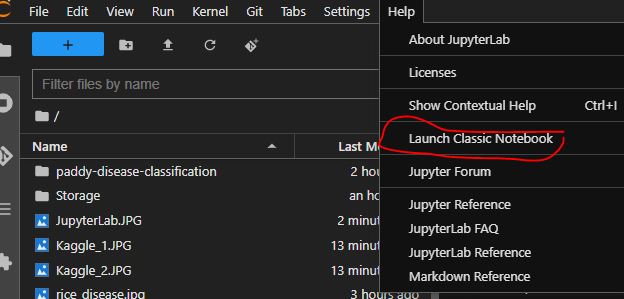 File Edit View Run Kernel Git Tabs Settings Help
Filter files by name
/
Name Last Mo
paddy-disease-classification 2 hou
Storage an ho
JupyterLab.JPG 2 minut
Kaggle_1.JPG 13 minut
Kaggle_2.JPG 13 minut
rice_disease.jpg 3 hours ago
About JupyterLab
Licenses
Show Contextual Help Ctrl+I
Launch Classic Notebook
Jupyter Forum
Jupyter Reference
JupyterLab FAQ
JupyterLab Reference
Markdown Reference